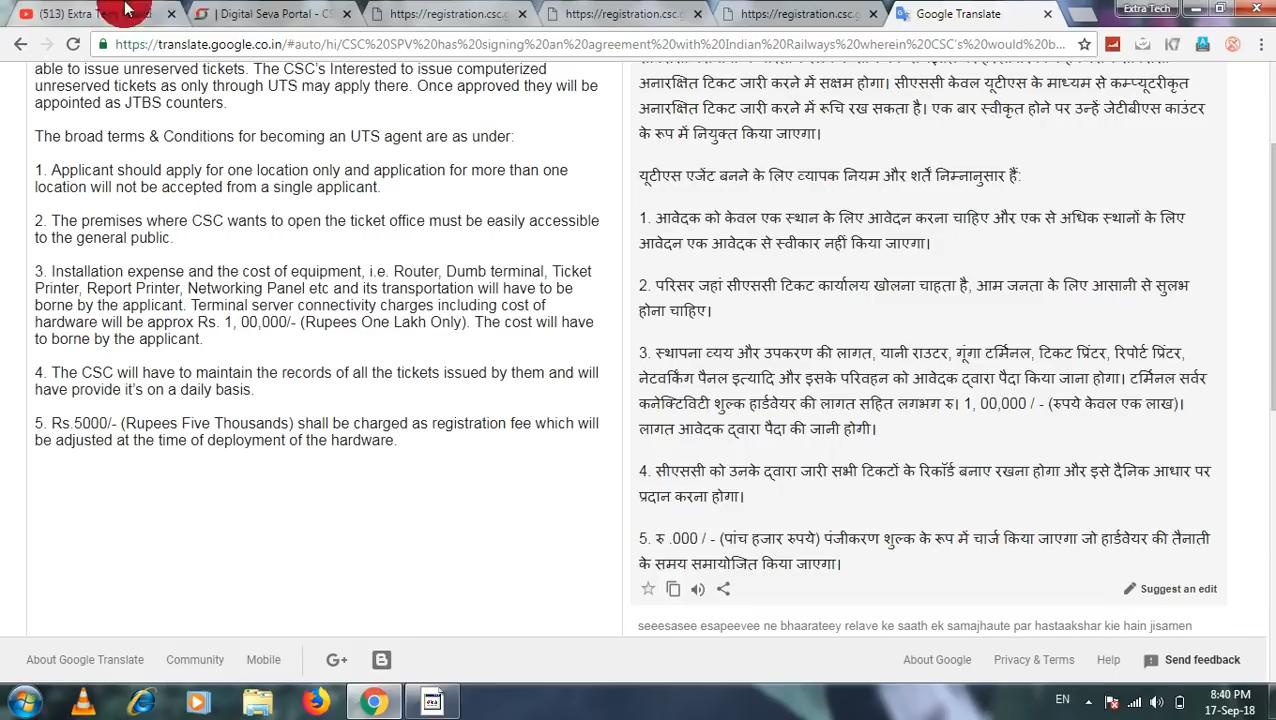 (513) Extra Te
| Digital Seva Portal - CS
https://registration.csc.g
https://registration.csc.g
https://registration.csc.g
Google Translate
Extra Tech
https://translate.google.co.in/#auto/hi/CSC%20SPV%20has%20signing%20an%20agreement%20with%20Indian%20Railways%20wherein%20CSC's%20would%20b...
able to issue unreserved tickets. The CSC's Interested to issue computerized
unreserved tickets as only through UTS may apply there. Once approved they will be
appointed as JTBS counters.
The broad terms & Conditions for becoming an UTS agent are as under:
1. Applicant should apply for one location only and application for more than one
location will not be accepted from a single applicant.
2. The premises where CSC wants to open the ticket office must be easily accessible
to the general public.
3. Installation expense and the cost of equipment, i.e. Router, Dumb terminal, Ticket
Printer, Report Printer, Networking Panel etc and its transportation will have to be
borne by the applicant. Terminal server connectivity charges including cost of
hardware will be approx Rs. 1, 00,000/- (Rupees One Lakh Only). The cost will have
to borne by the applicant.
4. The CSC will have to maintain the records of all the tickets issued by them and will
have provide it's on a daily basis.
5. Rs.5000/- (Rupees Five Thousands) shall be charged as registration fee which will
be adjusted at the time of deployment of the hardware.
अनारक्षित टिकट जारी करने में सक्षम होगा। सीएससी केवल यूटीएस के माध्यम से कम्प्यूटरीकृत
अनारक्षित टिकट जारी करने में रूचि रख सकता है। एक बार स्वीकृत होने पर उन्हें जेटीबीएस काउंटर
के रूप में नियुक्त किया जाएगा।
यूटीएस एजेंट बनने के लिए व्यापक नियम और शर्तें निम्नानुसार हैं:
1. आवेदक को केवल एक स्थान के लिए आवेदन करना चाहिए और एक से अधिक स्थानों के लिए
आवेदन एक आवेदक से स्वीकार नहीं किया जाएगा।
2. परिसर जहां सीएससी टिकट कार्यालय खोलना चाहता है, आम जनता के लिए आसानी से सुलभ
होना चाहिए।
3. स्थापना व्यय और उपकरण की लागत, यानी राउटर, गूंगा टर्मिनल, टिकट प्रिंटर, रिपोर्ट प्रिंटर,
नेटवर्किंग पैनल इत्यादि और इसके परिवहन को आवेदक द्वारा पैदा किया जाना होगा। टर्मिनल सर्वर
कनेक्टिविटी शुल्क हार्डवेयर की लागत सहित लगभग रु। 1, 00,000 / - (रुपये केवल एक लाख)।
लागत आवेदक द्वारा पैदा की जानी होगी।
4. सीएससी को उनके द्वारा जारी सभी टिकटों के रिकॉर्ड बनाए रखना होगा और इसे दैनिक आधार पर
प्रदान करना होगा।
5. रु .000 / - (पांच हजार रुपये) पंजीकरण शुल्क के रूप में चार्ज किया जाएगा जो हार्डवेयर की तैनाती
के समय समायोजित किया जाएगा।
Suggest an edit
seeesasee esapeevee ne bhaarateey relave ke saath ek samajhaute par hastaakshar kie hain jisamen
About Google Translate
Community
Mobile
G+
About Google
Privacy & Terms
Help
Send feedback
EN
8:40 PM
17-Sep-18